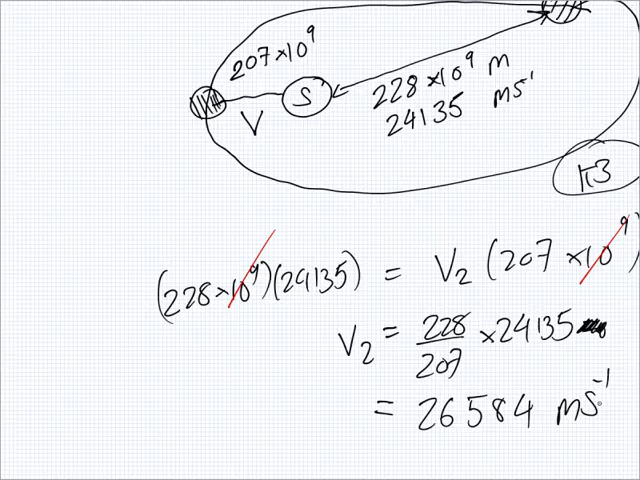 207×10⁹
S
228×10⁹ m
24135 ms⁻¹
V
K3
(228×10⁹)(24135) = V₂ (207×10⁹)
V₂ = 228/207 × 24135
= 26584 ms⁻¹